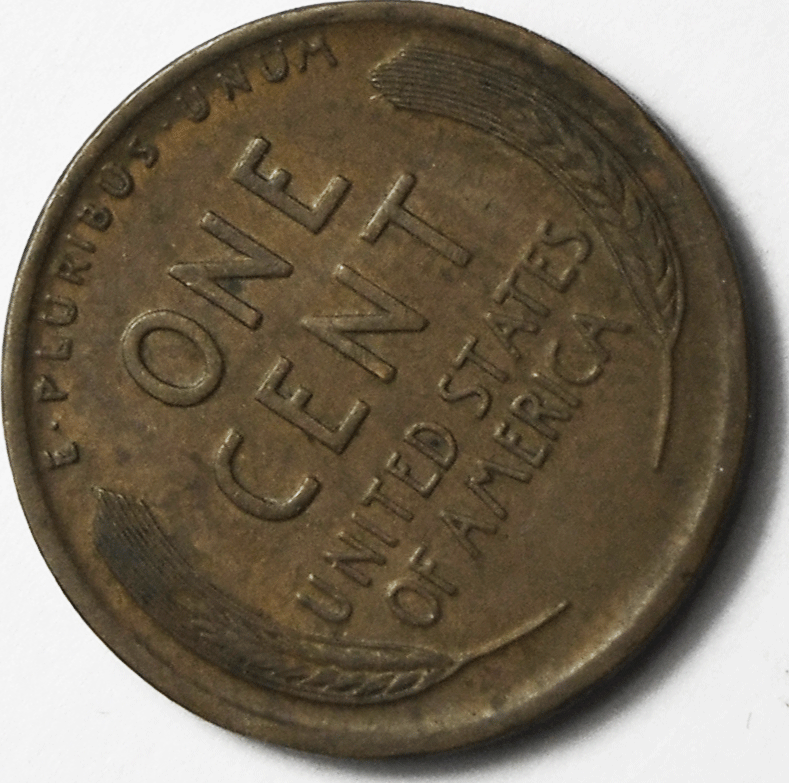 E·PLURIBUS·UNUM
ONE
CENT
UNITED STATES
OF AMERICA